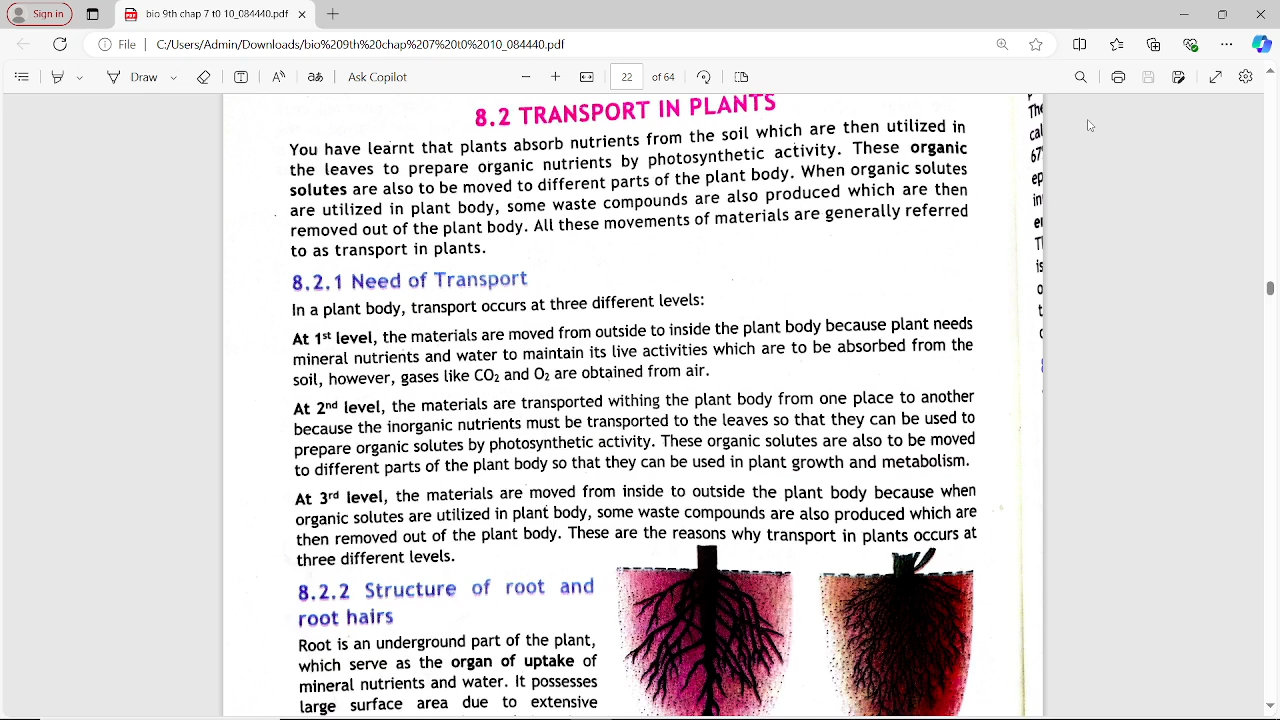 Sign in
bio 9th chap 7 t0 10_084440.pdf
File
C:/Users/Admin/Downloads/bio%209th%20chap%207%20t0%2010_084440.pdf
Draw
Ask Copilot
22
of 64
8.2 TRANSPORT IN PLANTS
You have learnt that plants absorb nutrients from the soil which are then utilized in
the leaves to prepare organic nutrients by photosynthetic activity. These organic
solutes are also to be moved to different parts of the plant body. When organic solutes
are utilized in plant body, some waste compounds are also produced which are then
removed out of the plant body. All these movements of materials are generally referred
to as transport in plants.
8.2.1 Need of Transport
In a plant body, transport occurs at three different levels:
At 1st level, the materials are moved from outside to inside the plant body because plant needs
mineral nutrients and water to maintain its live activities which are to be absorbed from the
soil, however, gases like CO₂ and O₂ are obtained from air.
At 2nd level, the materials are transported withing the plant body from one place to another
because the inorganic nutrients must be transported to the leaves so that they can be used to
prepare organic solutes by photosynthetic activity. These organic solutes are also to be moved
to different parts of the plant body so that they can be used in plant growth and metabolism.
At 3rd level, the materials are moved from inside to outside the plant body because when
organic solutes are utilized in plant body, some waste compounds are also produced which are
then removed out of the plant body. These are the reasons why transport in plants occurs at
three different levels.
8.2.2 Structure of root and
root hairs
Root is an underground part of the plant,
which serve as the organ of uptake of
mineral nutrients and water. It possesses
large surface area due to extensive